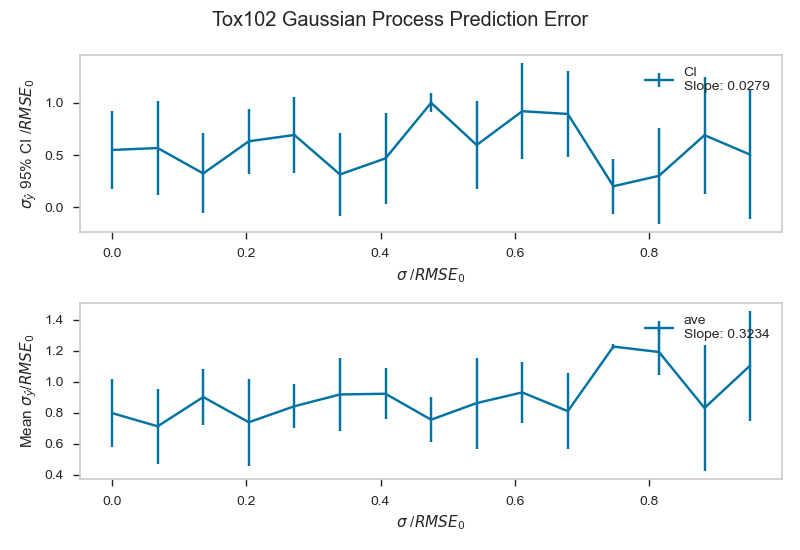 Tox102 Gaussian Process Prediction Error
σ_ŷ 95% CI /RMSE₀
1.0
0.5
0.0
CI
Slope: 0.0279
0.0 0.2 0.4 0.6 0.8
σ /RMSE₀
Mean σ_ŷ/RMSE₀
1.4
1.2
1.0
0.8
0.6
0.4
ave
Slope: 0.3234
0.0 0.2 0.4 0.6 0.8
σ /RMSE₀